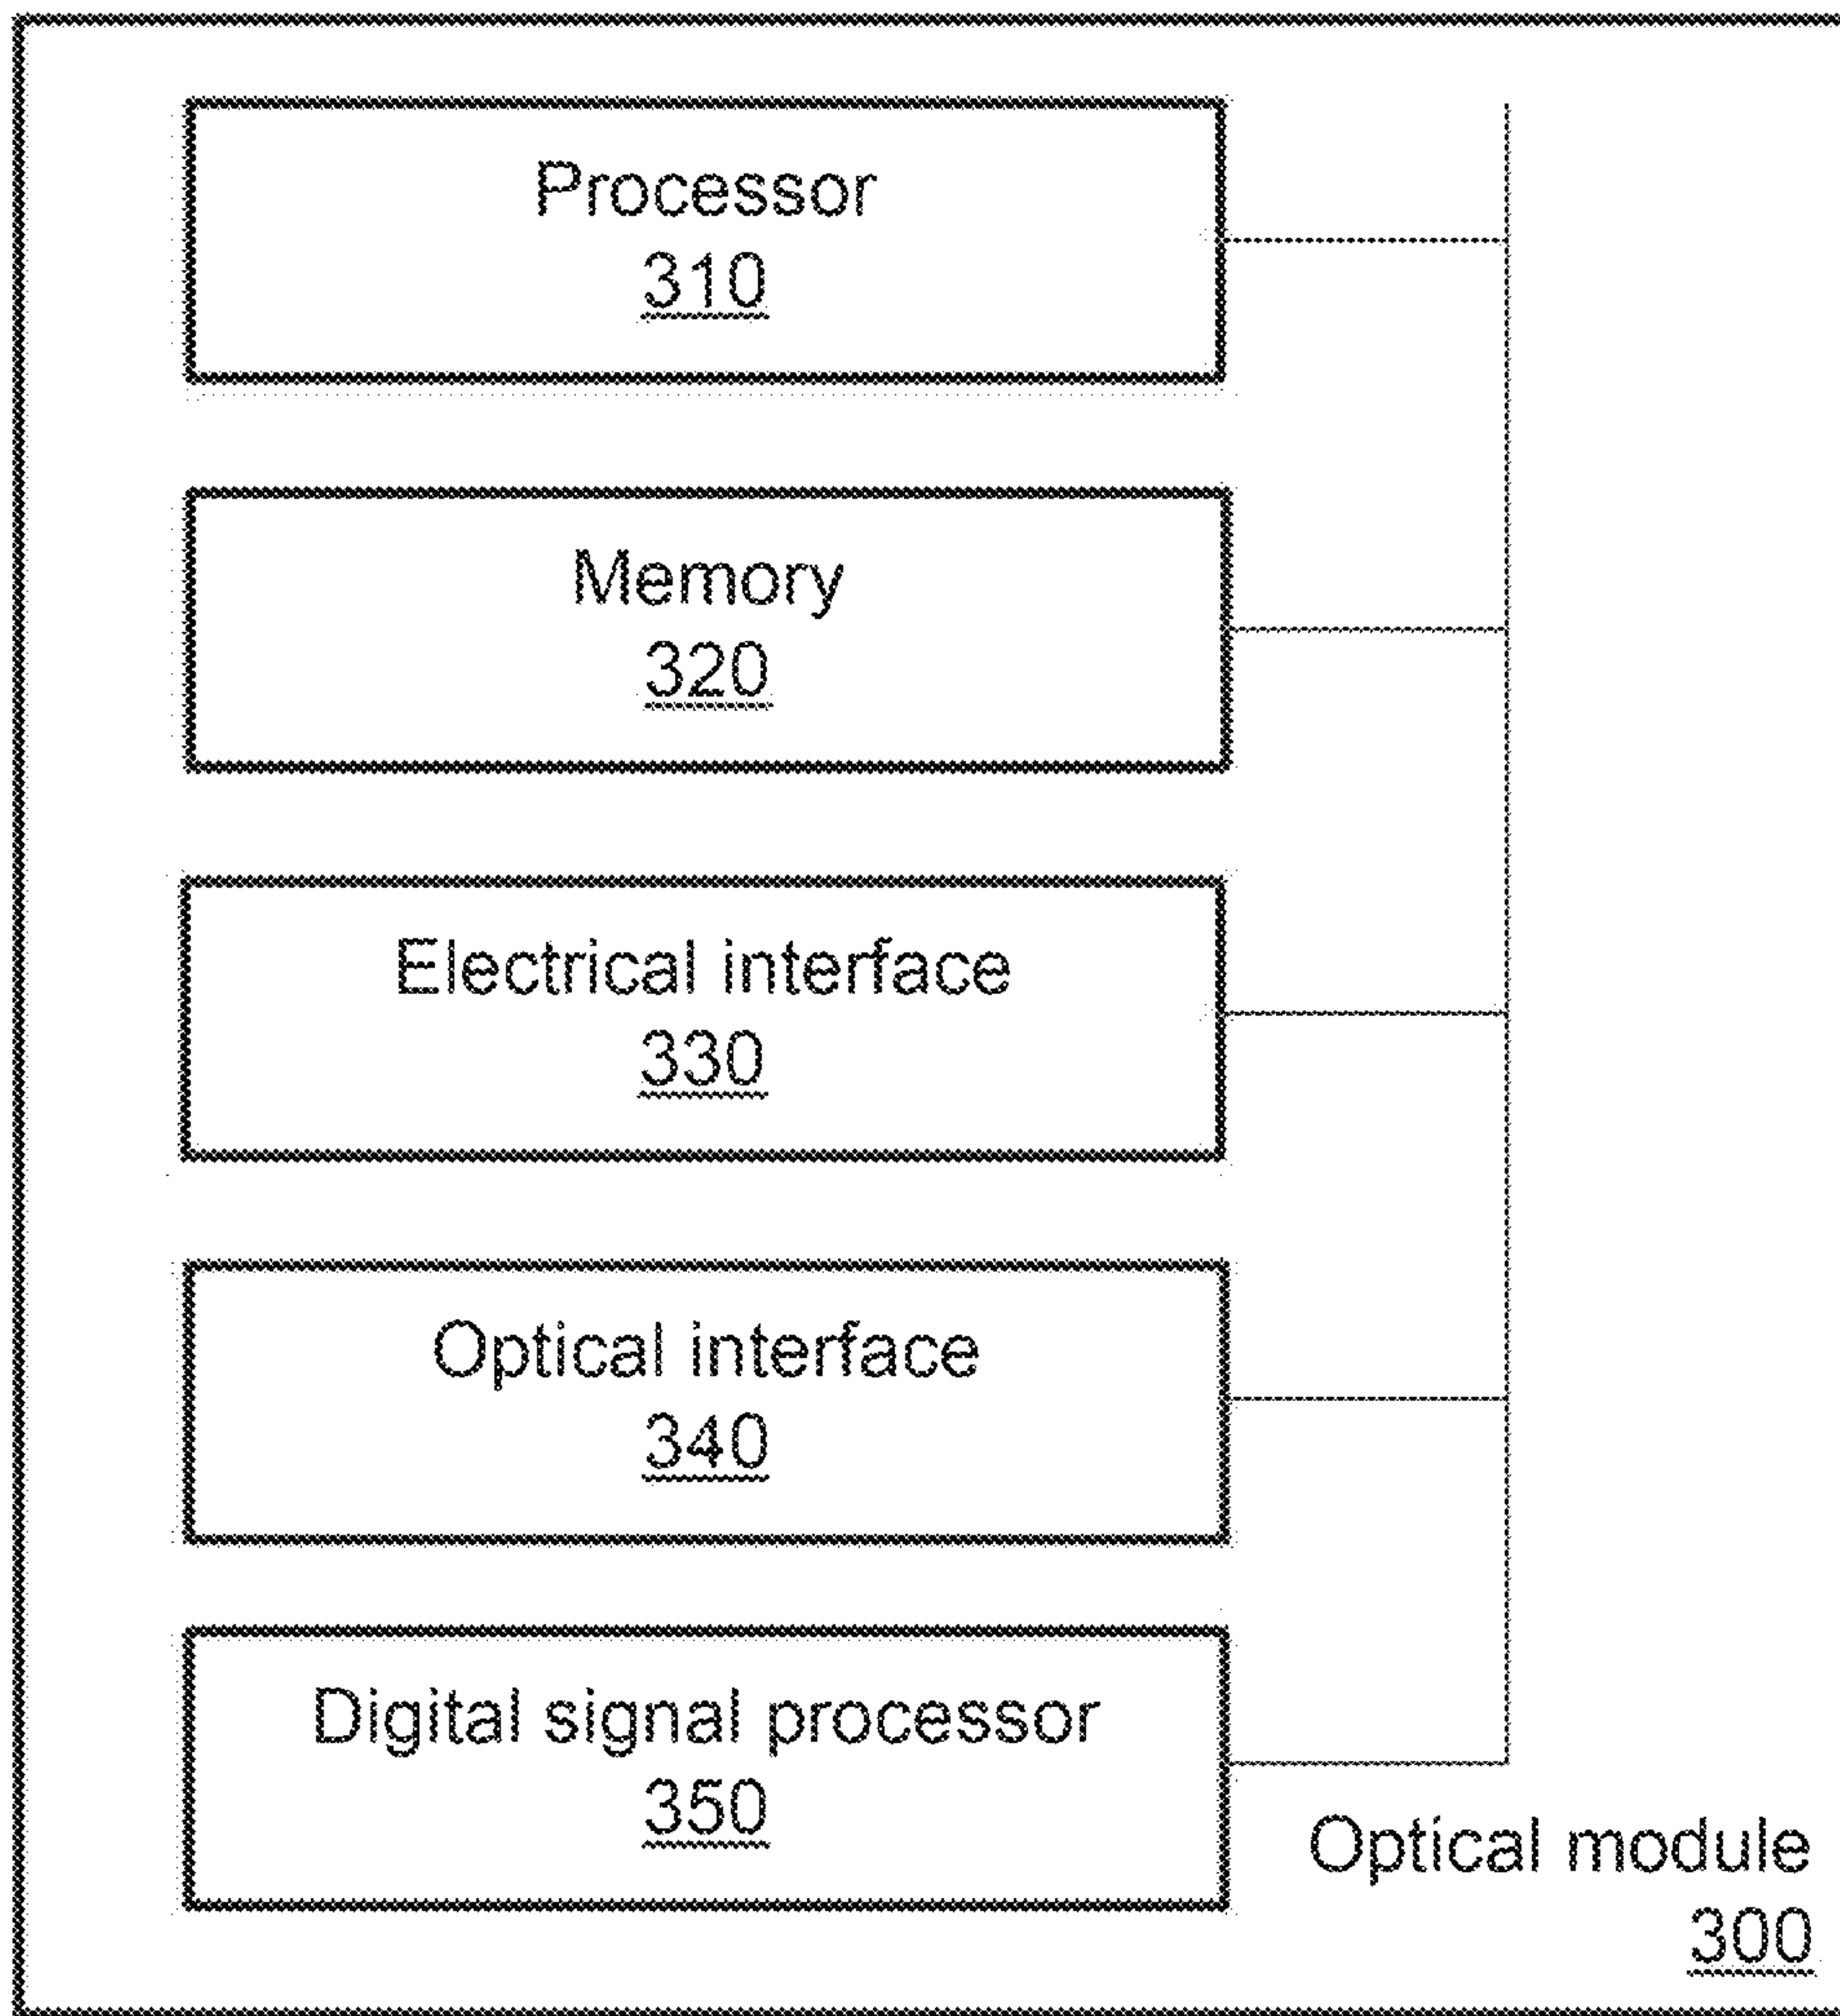 Processor
310
Memory
320
Electrical interface
330
Optical interface
340
Digital signal processor
350
Optical module
300